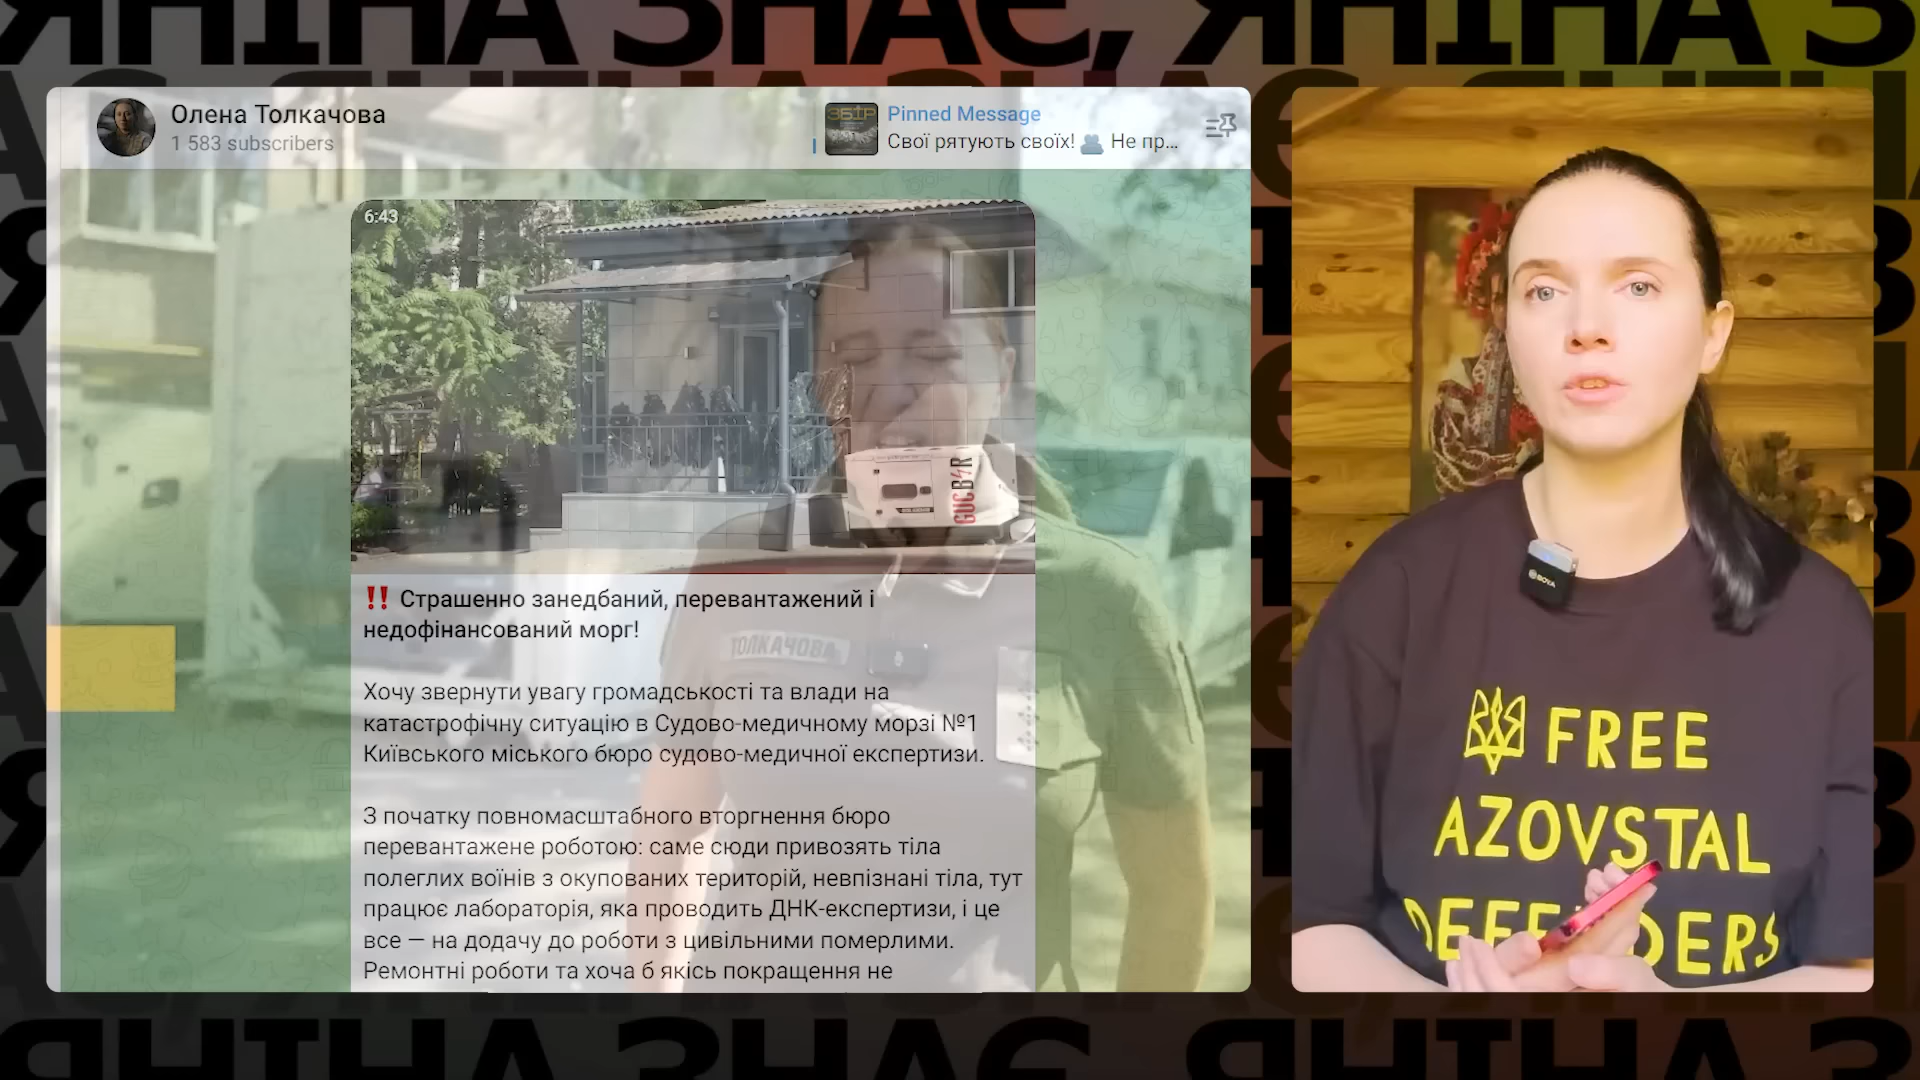 ЯНІНА ЗНАЄ, ЯНІНА З
Олена Толкачова
1 583 subscribers
Pinned Message
Свої рятують своїх! 👥 Не пр...
6:43
GUCBIR
‼️ Страшенно занедбаний, перевантажений і
недофінансований морг!
ТОЛКАЧОВА
Хочу звернути увагу громадськості та влади на
катастрофічну ситуацію в Судово-медичному морзі №1
Київського міського бюро судово-медичної експертизи.
З початку повномасштабного вторгнення бюро
перевантажене роботою: саме сюди привозять тіла
полеглих воїнів з окупованих територій, невпізнані тіла, тут
працює лабораторія, яка проводить ДНК-експертизи, і це
все — на додачу до роботи з цивільними померлими.
Ремонтні роботи та хоча б якісь покращення не
BOYA
FREE
AZOVSTAL
DEFENDERS
ЯНІНА ЗНАЄ, ЯНІНА З